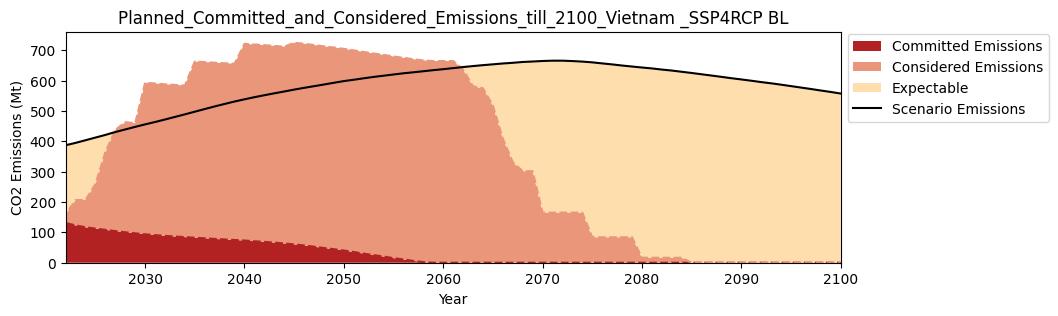 Planned_Committed_and_Considered_Emissions_till_2100_Vietnam _SSP4RCP BL
CO2 Emissions (Mt)
700
600
500
400
300
200
100
0
2030 2040 2050 2060 2070 2080 2090 2100
Year
Committed Emissions
Considered Emissions
Expectable
Scenario Emissions